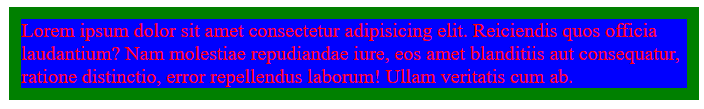 Lorem ipsum dolor sit amet consectetur adipisicing elit. Reiciendis quos officia
laudantium? Nam molestiae repudiandae iure, eos amet blanditiis aut consequatur,
ratione distinctio, error repellendus laborum! Ullam veritatis cum ab.